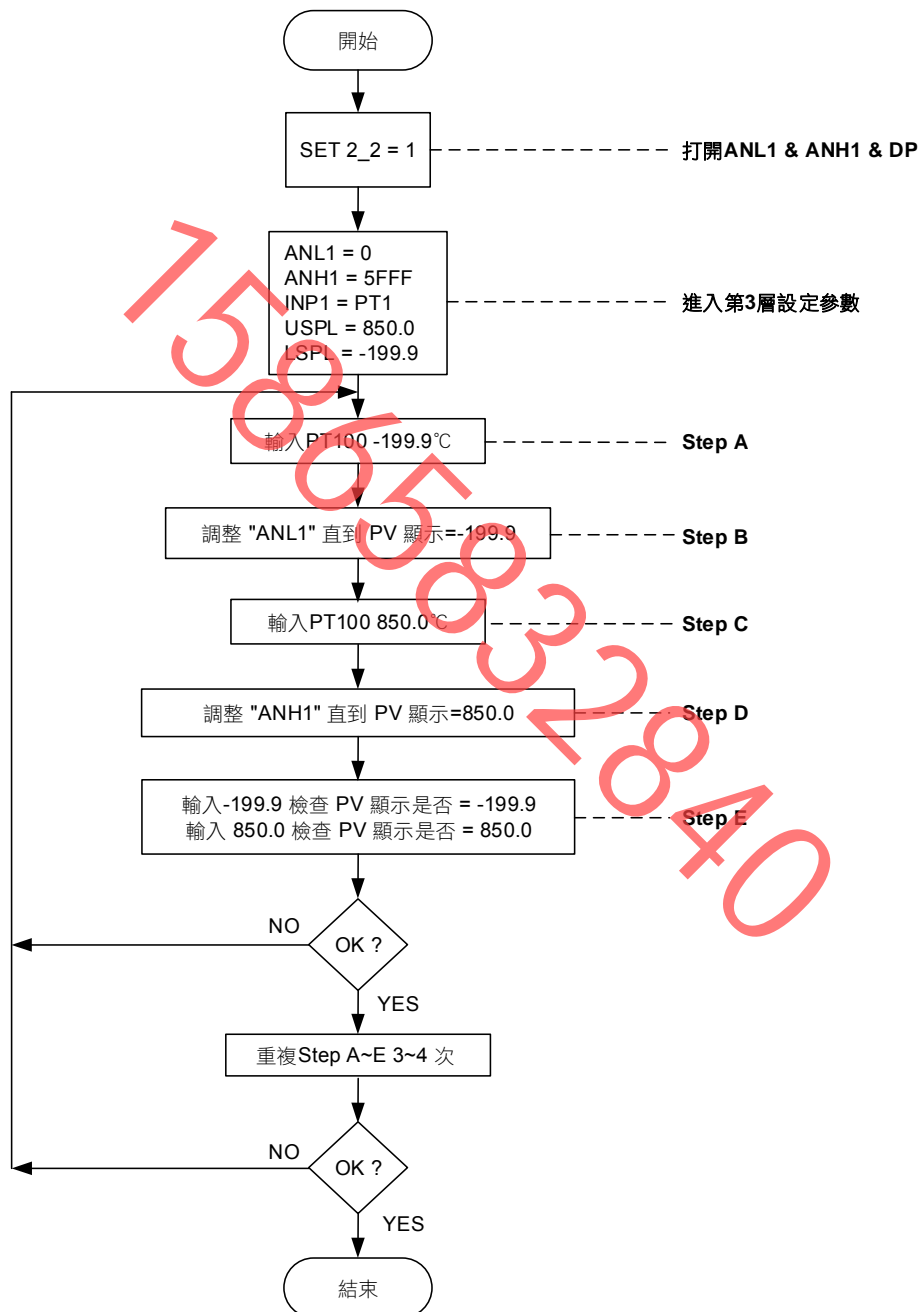 開始
SET 2_2 = 1
打開ANL1 & ANH1 & DP
ANL1 = 0
ANH1 = 5FFF
INP1 = PT1
USPL = 850.0
LSPL = -199.9
進入第3層設定參數
輸入PT100 -199.9℃
Step A
調整 "ANL1" 直到 PV 顯示=-199.9
Step B
輸入PT100 850.0℃
Step C
調整 "ANH1" 直到 PV 顯示=850.0
Step D
輸入-199.9 檢查 PV 顯示是否 = -199.9
輸入 850.0 檢查 PV 顯示是否 = 850.0
Step E
NO
OK ?
YES
重複Step A~E 3~4 次
NO
OK ?
YES
結束
15865832840